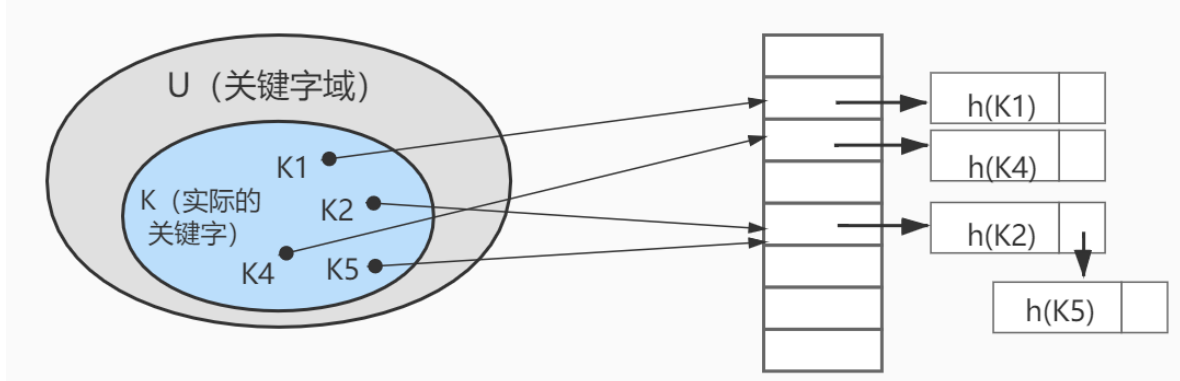 U（关键字域）
K1
K（实际的
关键字）
K2
K4
K5
h(K1)
h(K4)
h(K2)
h(K5)